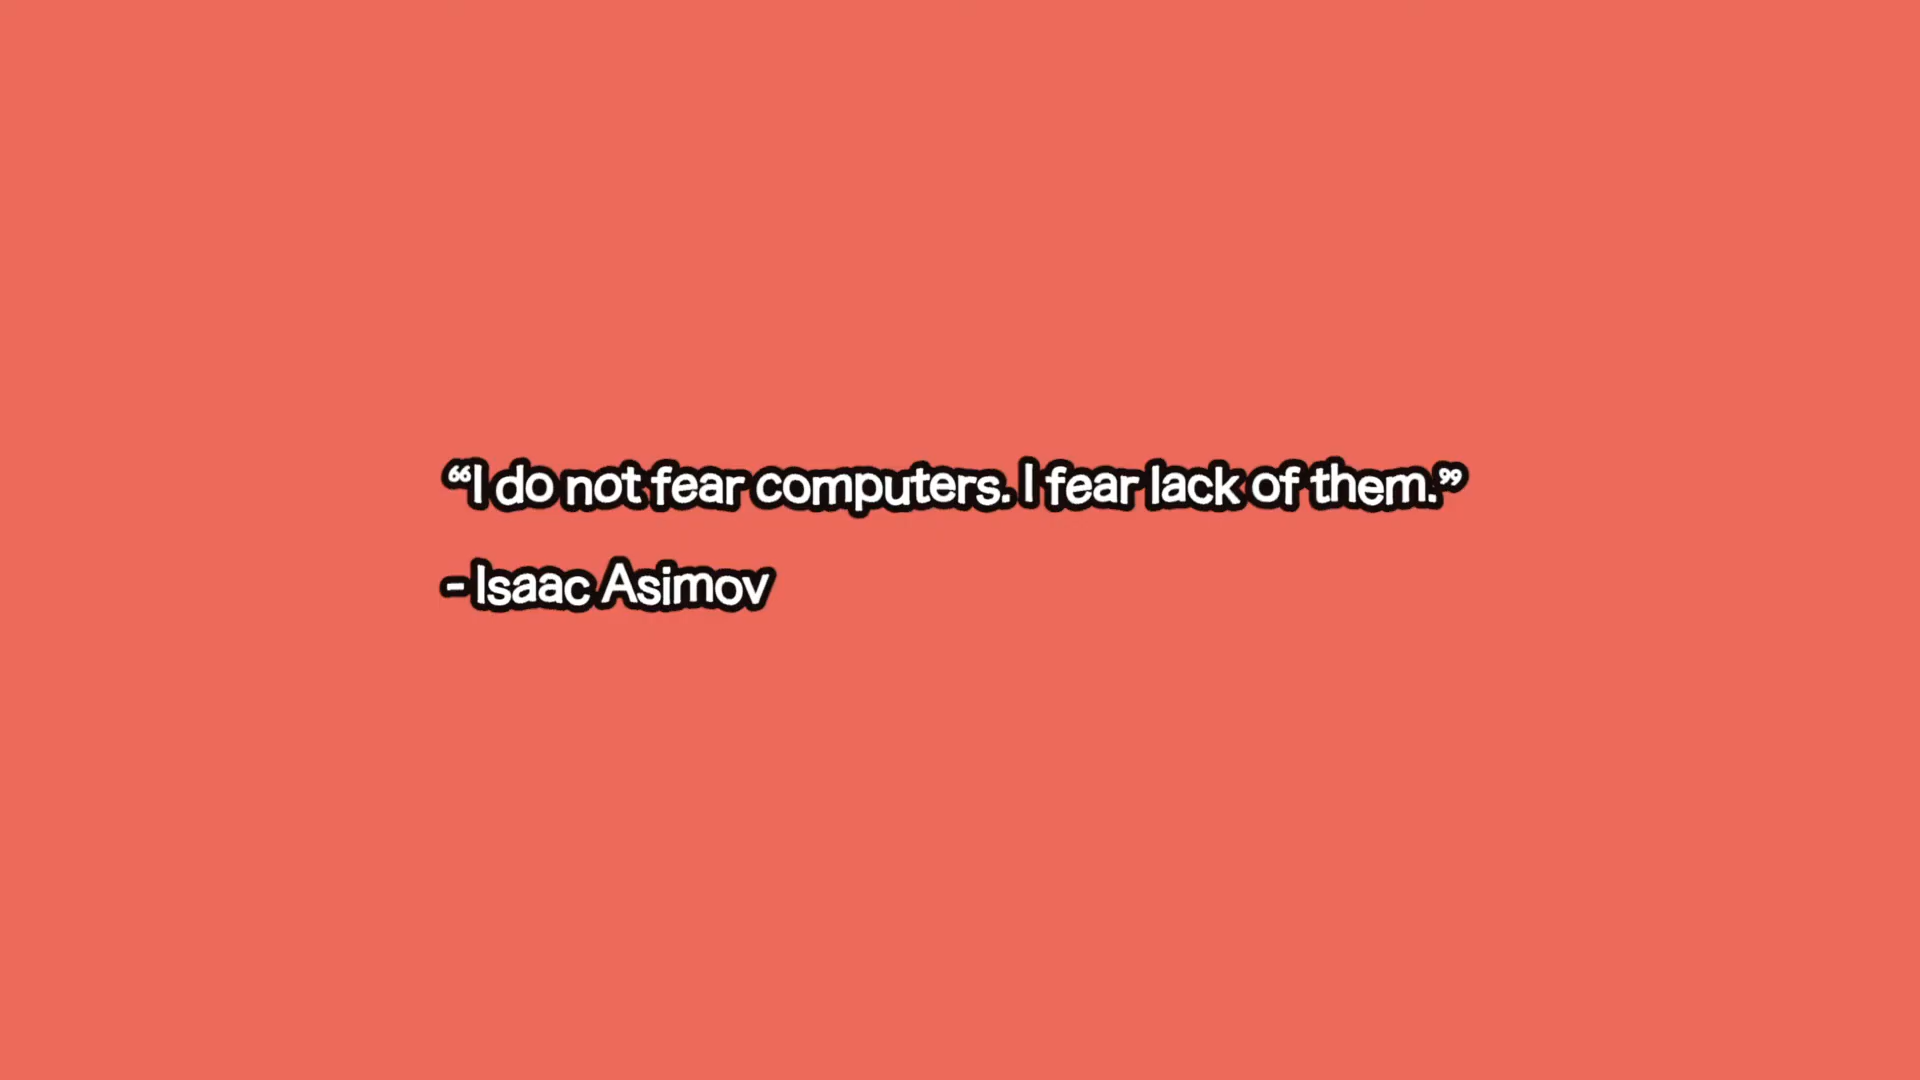 “I do not fear computers. I fear lack of them.”
- Isaac Asimov